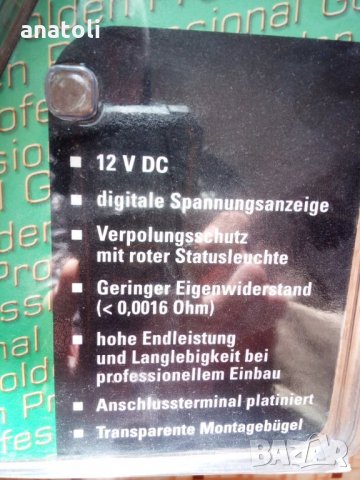 anatoli
■ 12 V DC
■ digitale Spannungsanzeige
■ Verpolungsschutz
mit roter Statusleuchte
■ Geringer Eigenwiderstand
(< 0,0016 Ohm)
■ hohe Endleistung
und Langlebigkeit bei
professionellem Einbau
■ Anschlussterminal platiniert
■ Transparente Montagebügel
BAZAR